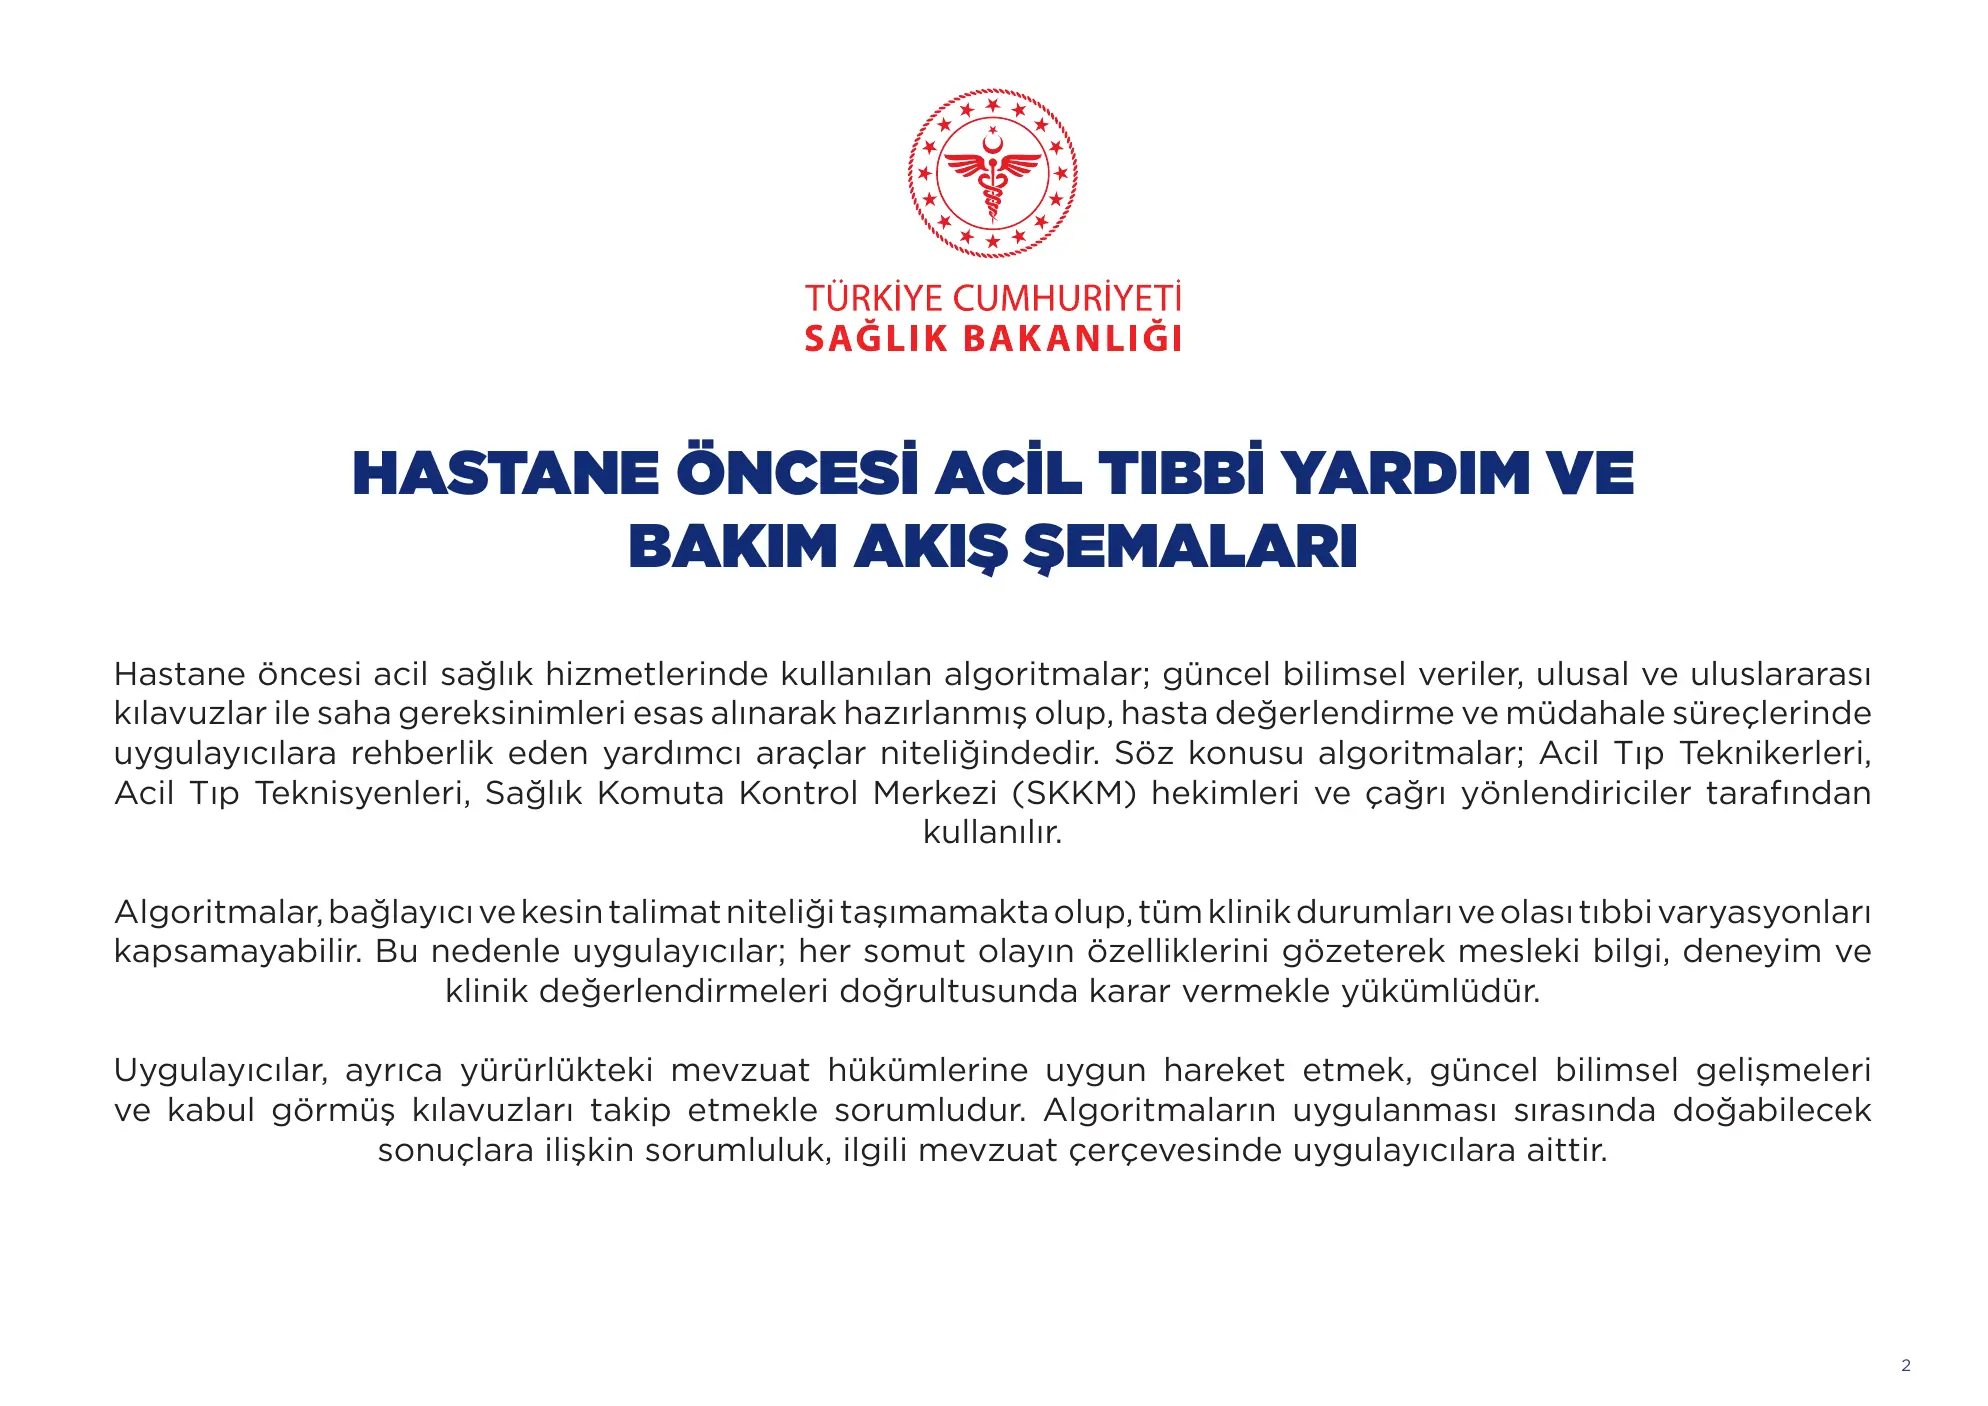 TÜRKİYE CUMHURİYETİ
SAĞLIK BAKANLIĞI
HASTANE ÖNCESİ ACİL TIBBİ YARDIM VE
BAKIM AKIŞ ŞEMALARI
Hastane öncesi acil sağlık hizmetlerinde kullanılan algoritmalar; güncel bilimsel veriler, ulusal ve uluslararası
kılavuzlar ile saha gereksinimleri esas alınarak hazırlanmış olup, hasta değerlendirme ve müdahale süreçlerinde
uygulayıcılara rehberlik eden yardımcı araçlar niteliğindedir. Söz konusu algoritmalar; Acil Tıp Teknikerleri,
Acil Tıp Teknisyenleri, Sağlık Komuta Kontrol Merkezi (SKKM) hekimleri ve çağrı yönlendiriciler tarafından
kullanılır.
Algoritmalar, bağlayıcı ve kesin talimat niteliği taşımamakta olup, tüm klinik durumları ve olası tıbbi varyasyonları
kapsamayabilir. Bu nedenle uygulayıcılar; her somut olayın özelliklerini gözeterek mesleki bilgi, deneyim ve
klinik değerlendirmeleri doğrultusunda karar vermekle yükümlüdür.
Uygulayıcılar, ayrıca yürürlükteki mevzuat hükümlerine uygun hareket etmek, güncel bilimsel gelişmeleri
ve kabul görmüş kılavuzları takip etmekle sorumludur. Algoritmaların uygulanması sırasında doğabilecek
sonuçlara ilişkin sorumluluk, ilgili mevzuat çerçevesinde uygulayıcılara aittir.
2